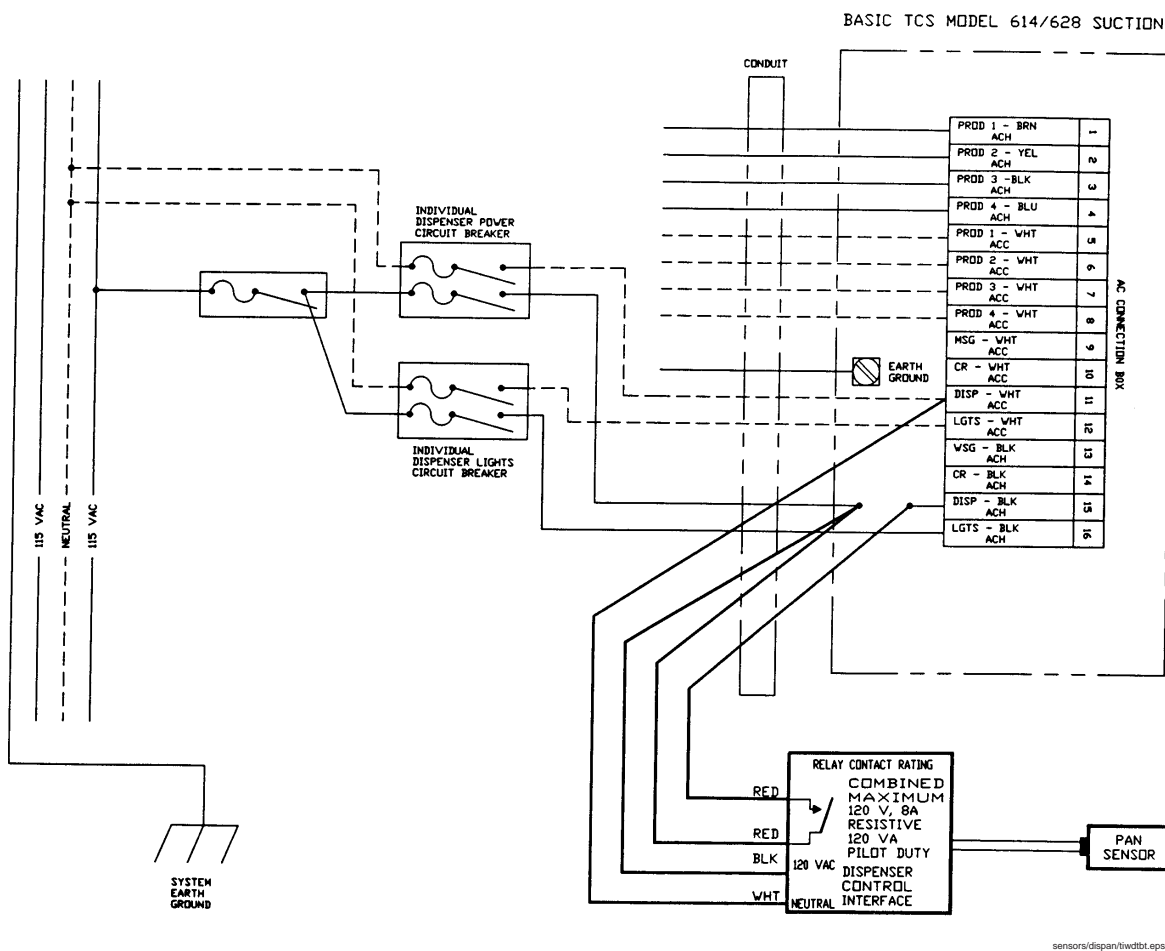 BASIC TCS MODEL 614/628 SUCTION
CONDUIT
PROD 1 - BRN
ACH
1
PROD 2 - YEL
ACH
2
PROD 3 -BLK
ACH
3
PROD 4 - BLU
ACH
4
PROD 1 - WHT
ACC
5
PROD 2 - WHT
ACC
6
PROD 3 - WHT
ACC
7
PROD 4 - WHT
ACC
8
MSG - WHT
ACC
9
CR - WHT
ACC
10
DISP - WHT
ACC
11
LGTS - WHT
ACC
12
WSG - BLK
ACH
13
CR - BLK
ACH
14
DISP - BLK
ACH
15
LGTS - BLK
ACH
16
AC CONNECTION BOX
EARTH
GROUND
INDIVIDUAL
DISPENSER POWER
CIRCUIT BREAKER
INDIVIDUAL
DISPENSER LIGHTS
CIRCUIT BREAKER
115 VAC
NEUTRAL
115 VAC
SYSTEM
EARTH
GROUND
RELAY CONTACT RATING
COMBINED
MAXIMUM
120 V, 8A
RESISTIVE
120 VA
PILOT DUTY
DISPENSER
CONTROL
INTERFACE
RED
RED
BLK
120 VAC
WHT
NEUTRAL
PAN
SENSOR
sensors/dispan/tiwdtbt.eps